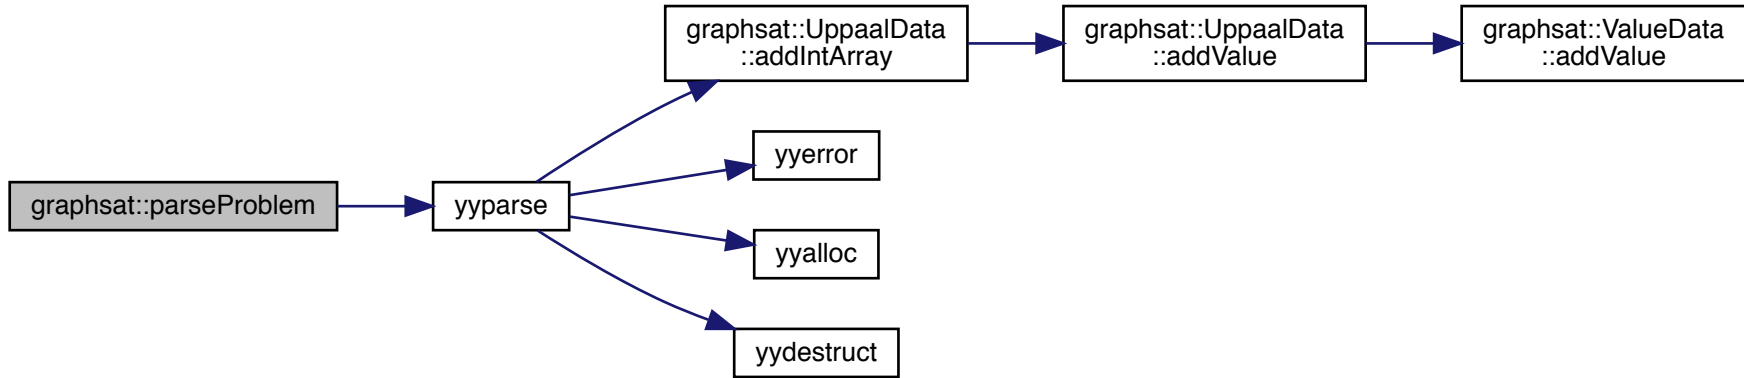 graphsat::parseProblem
yyparse
graphsat::UppaalData
::addIntArray
graphsat::UppaalData
::addValue
graphsat::ValueData
::addValue
yyerror
yyalloc
yydestruct